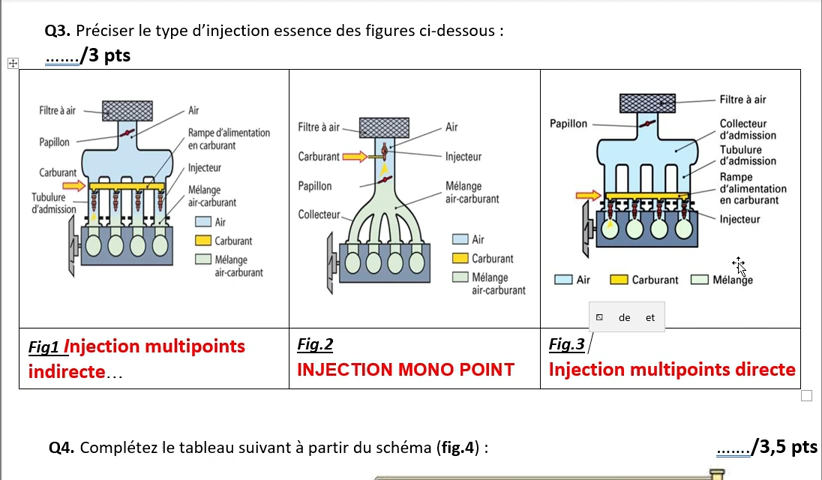 Q3. Préciser le type d’injection essence des figures ci-dessous :
......./3 pts
Filtre à air
Air
Papillon
Rampe d'alimentation
en carburant
Carburant
Injecteur
Tubulure
d'admission
Mélange
air-carburant
Air
Carburant
Mélange
air-carburant
Filtre à air
Air
Carburant
Injecteur
Papillon
Mélange
air-carburant
Collecteur
Air
Carburant
Mélange
air-carburant
Filtre à air
Papillon
Collecteur
d'admission
Tubulure
d'admission
Rampe
d'alimentation
en carburant
Injecteur
Air
Carburant
Mélange
de et
Fig1 Injection multipoints
indirecte…
Fig.2
INJECTION MONO POINT
Fig.3
Injection multipoints directe
Q4. Complétez le tableau suivant à partir du schéma (fig.4) :
......./3,5 pts